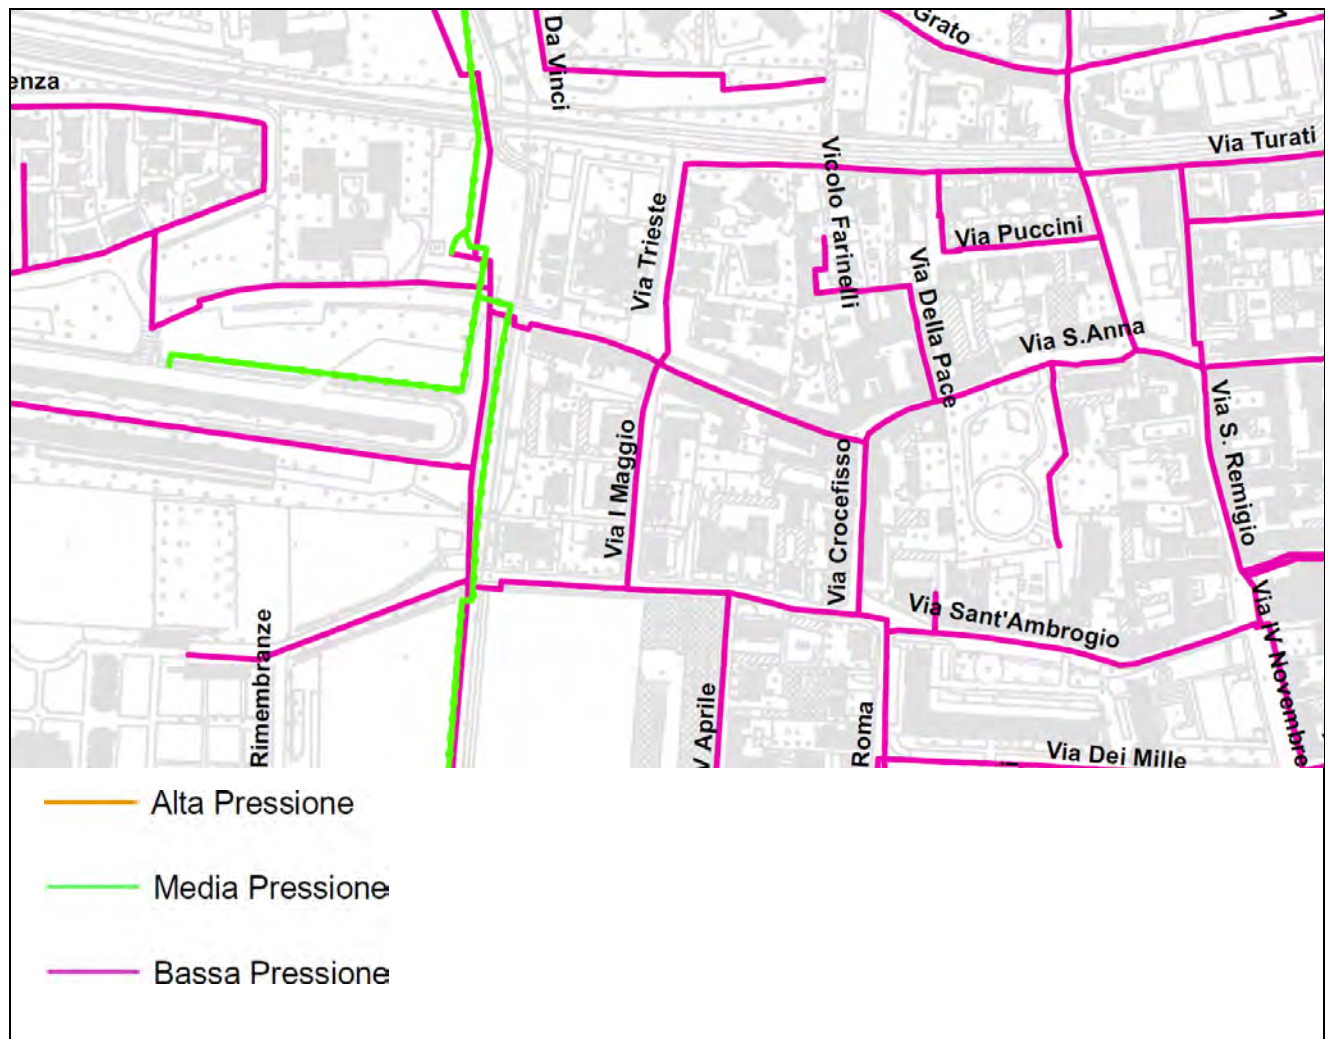 Grato
Da Vinci
enza
Via Turati
Vicolo Farinelli
Via Trieste
Via Puccini
Via Della Pace
Via S.Anna
Via S. Remigio
Via I Maggio
Via Crocefisso
Via Sant'Ambrogio
Via IV Novembre
Rimembranze
V Aprile
Roma
Via Dei Mille
Alta Pressione
Media Pressione
Bassa Pressione